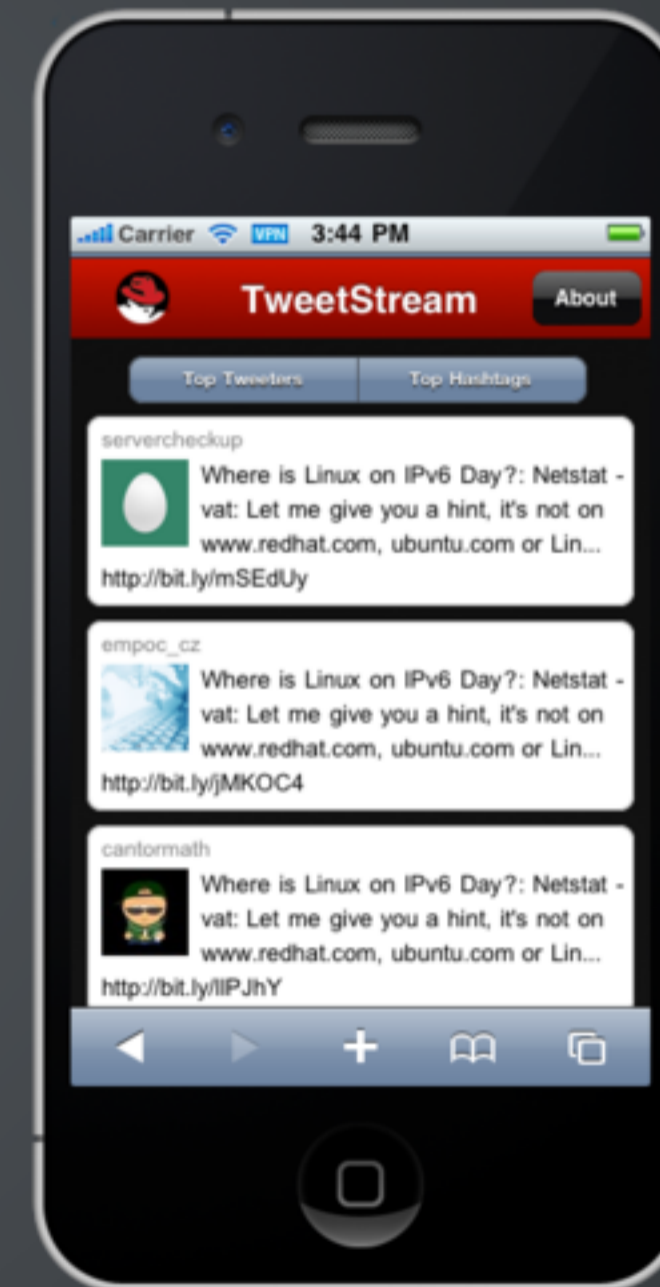 Carrier VPN 3:44 PM
TweetStream About
Top Tweeters Top Hashtags
servercheckup
Where is Linux on IPv6 Day?: Netstat -
vat: Let me give you a hint, it's not on
www.redhat.com, ubuntu.com or Lin...
http://bit.ly/mSEdUy
empoc_cz
Where is Linux on IPv6 Day?: Netstat -
vat: Let me give you a hint, it's not on
www.redhat.com, ubuntu.com or Lin...
http://bit.ly/jMKOC4
cantormath
Where is Linux on IPv6 Day?: Netstat -
vat: Let me give you a hint, it's not on
www.redhat.com, ubuntu.com or Lin...
http://bit.ly/lIPJhY